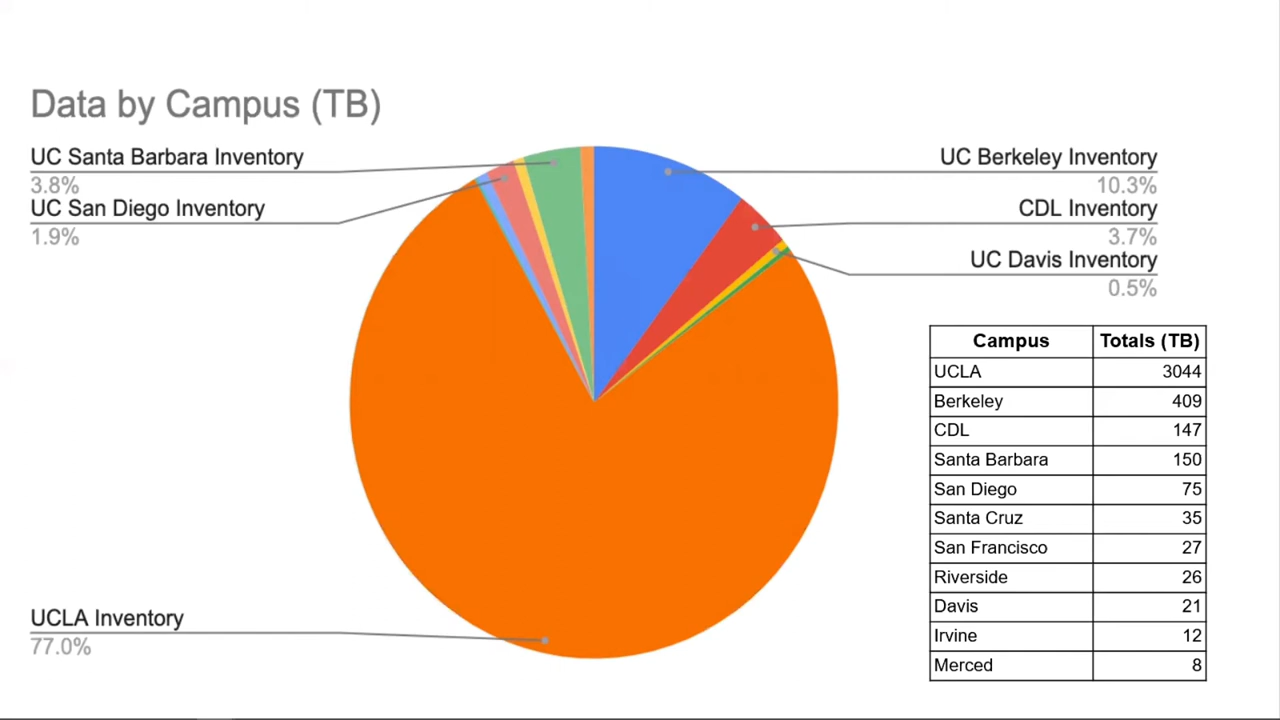 Data by Campus (TB)
UC Santa Barbara Inventory
3.8%
UC San Diego Inventory
1.9%
UCLA Inventory
77.0%
UC Berkeley Inventory
10.3%
CDL Inventory
3.7%
UC Davis Inventory
0.5%
Campus Totals (TB)
UCLA 3044
Berkeley 409
CDL 147
Santa Barbara 150
San Diego 75
Santa Cruz 35
San Francisco 27
Riverside 26
Davis 21
Irvine 12
Merced 8